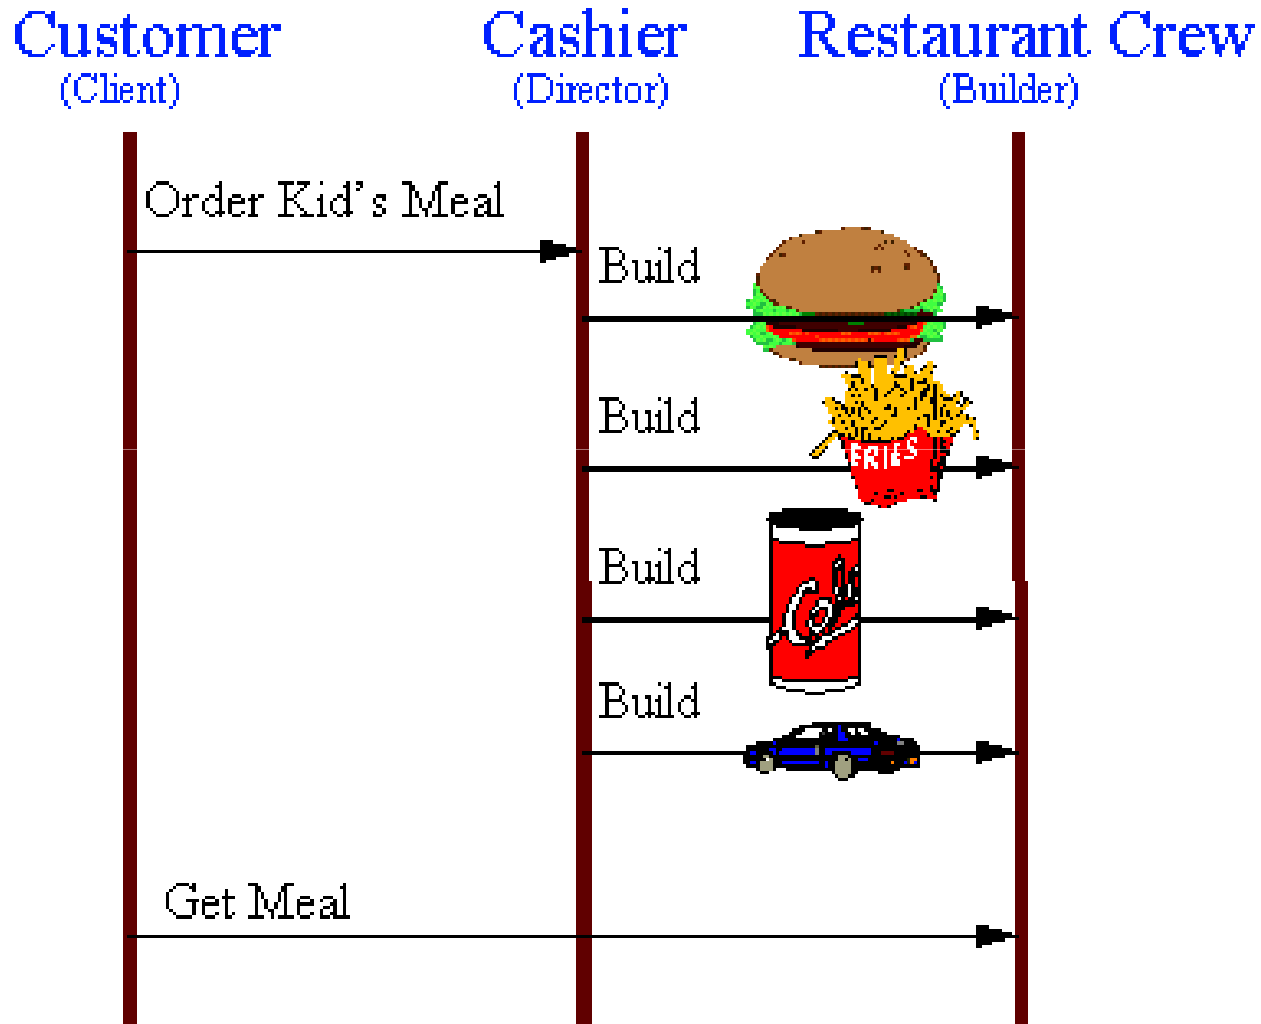 Customer Cashier Restaurant Crew
(Client) (Director) (Builder)
Order Kid's Meal
Build
Build
FRIES
Build
Build
Get Meal